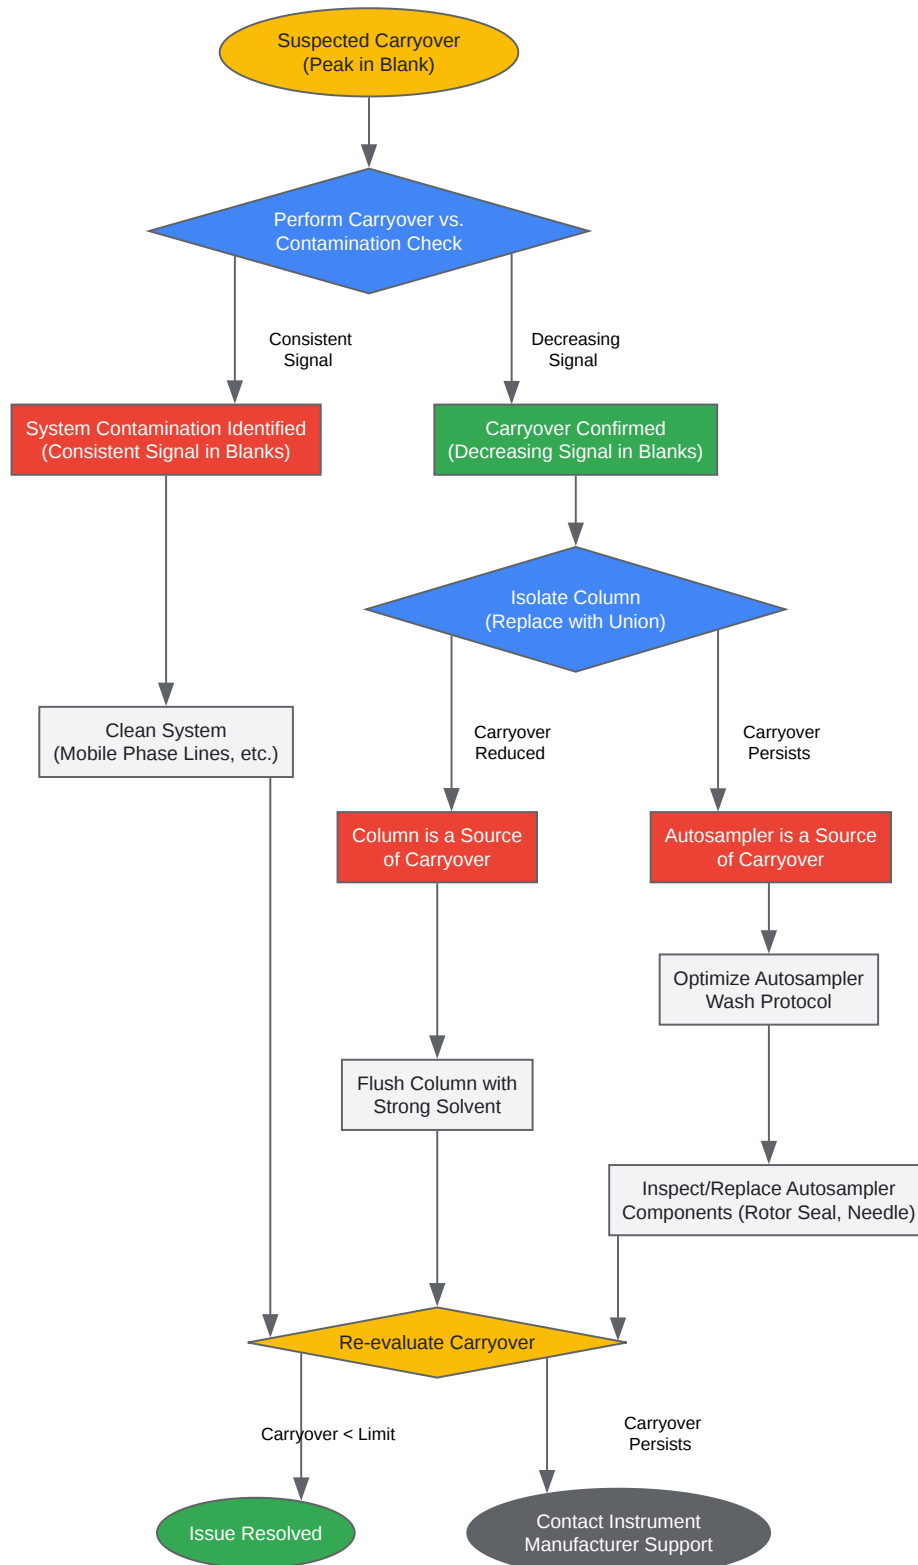 Suspected Carryover
(Peak in Blank)
Perform Carryover vs.
Contamination Check
Consistent
Signal
Decreasing
Signal
System Contamination Identified
(Consistent Signal in Blanks)
Carryover Confirmed
(Decreasing Signal in Blanks)
Isolate Column
(Replace with Union)
Clean System
(Mobile Phase Lines, etc.)
Carryover
Reduced
Carryover
Persists
Column is a Source
of Carryover
Autosampler is a Source
of Carryover
Optimize Autosampler
Wash Protocol
Flush Column with
Strong Solvent
Inspect/Replace Autosampler
Components (Rotor Seal, Needle)
Re-evaluate Carryover
Carryover < Limit
Carryover
Persists
Issue Resolved
Contact Instrument
Manufacturer Support